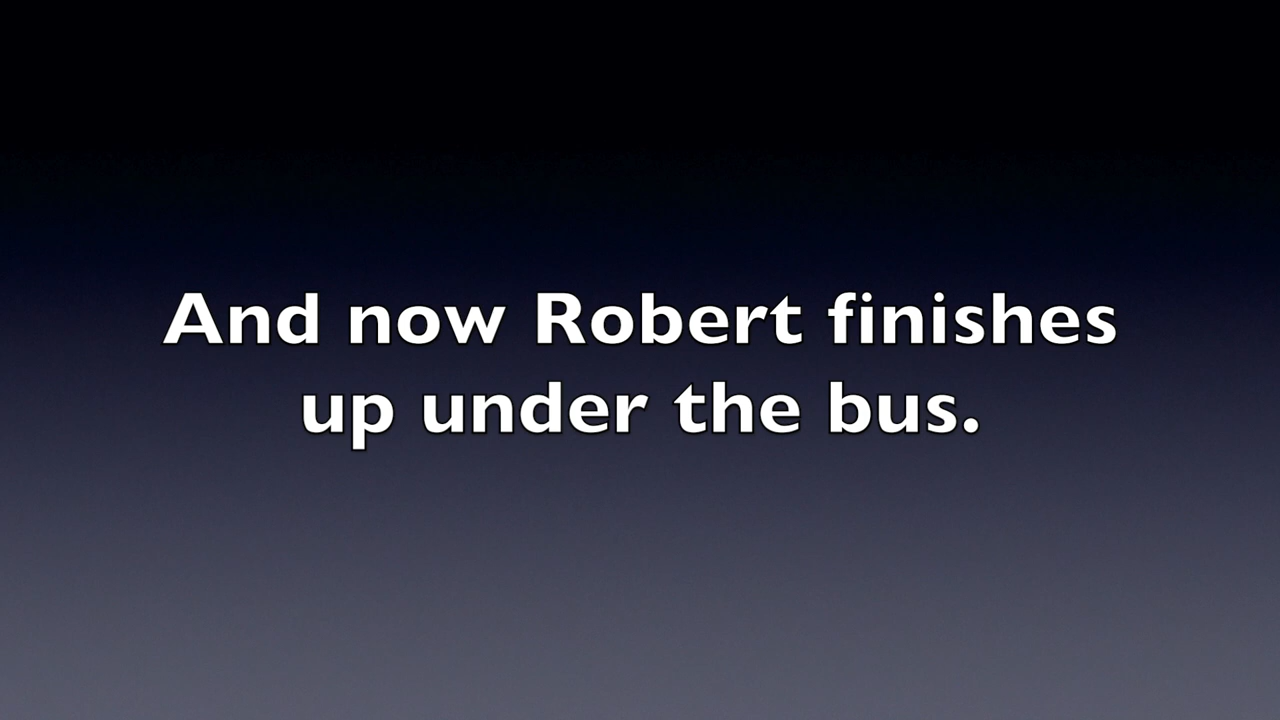 And now Robert finishes
up under the bus.